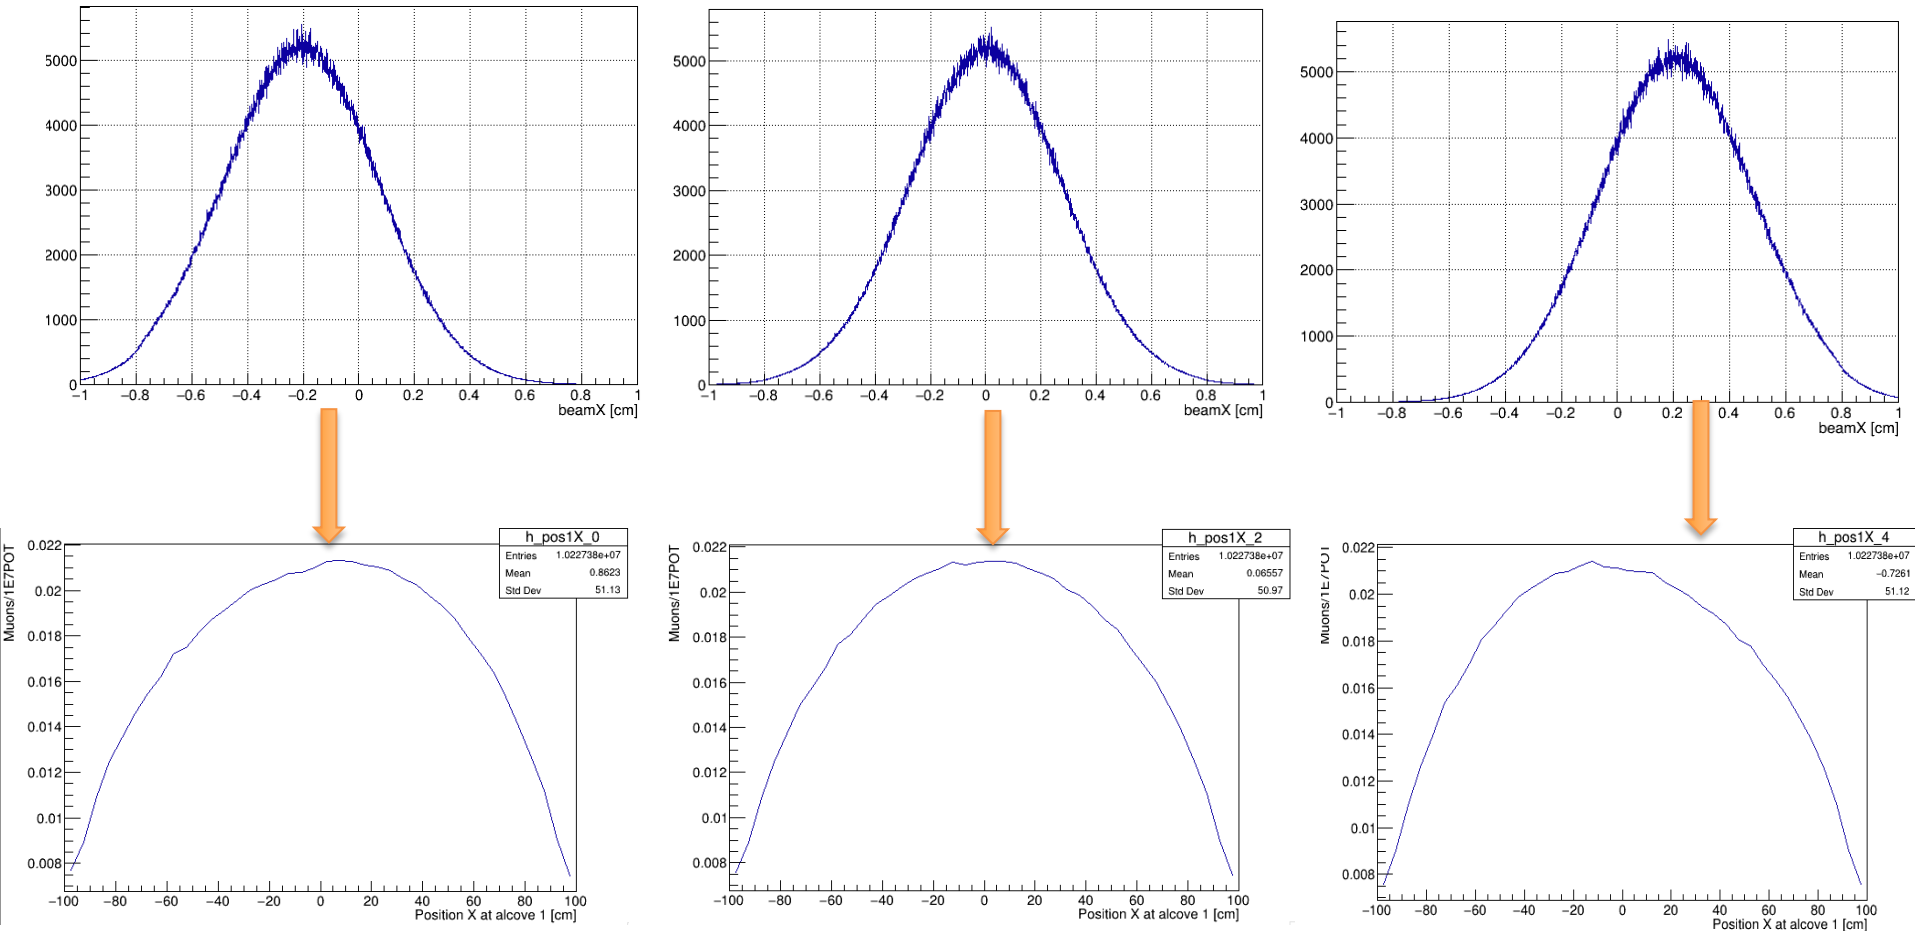 5000
4000
3000
2000
1000
0
−1 −0.8 −0.6 −0.4 −0.2 0 0.2 0.4 0.6 0.8 1
beamX [cm]
5000
4000
3000
2000
1000
0
−1 −0.8 −0.6 −0.4 −0.2 0 0.2 0.4 0.6 0.8 1
beamX [cm]
5000
4000
3000
2000
1000
0
−1 −0.8 −0.6 −0.4 −0.2 0 0.2 0.4 0.6 0.8 1
beamX [cm]
h_pos1X_0
Entries 1.022738e+07
Mean 0.8623
Std Dev 51.13
Muons/1E7POT
0.022
0.02
0.018
0.016
0.014
0.012
0.01
0.008
−100 −80 −60 −40 −20 0 20 40 60 80 100
Position X at alcove 1 [cm]
h_pos1X_2
Entries 1.022738e+07
Mean 0.06557
Std Dev 50.97
Muons/1E7POT
0.022
0.02
0.018
0.016
0.014
0.012
0.01
0.008
−100 −80 −60 −40 −20 0 20 40 60 80 100
Position X at alcove 1 [cm]
h_pos1X_4
Entries 1.022738e+07
Mean −0.7261
Std Dev 51.12
Muons/1E7POT
0.022
0.02
0.018
0.016
0.014
0.012
0.01
0.008
−100 −80 −60 −40 −20 0 20 40 60 80 100
Position X at alcove 1 [cm]